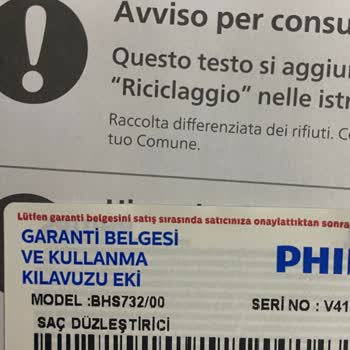 Avviso per consu
Questo testo si aggiu
"Riciclaggio" nelle istr
Raccolta differenziata dei rifiuti. C
tuo Comune.
Lütfen garanti belgesini satış sırasında satıcınıza onaylattıktan sonra
GARANTİ BELGESİ
VE KULLANMA
KILAVUZU EKİ
PHI
MODEL :BHS732/00
SERİ NO : V41
SAÇ DÜZLEŞTİRİCİ